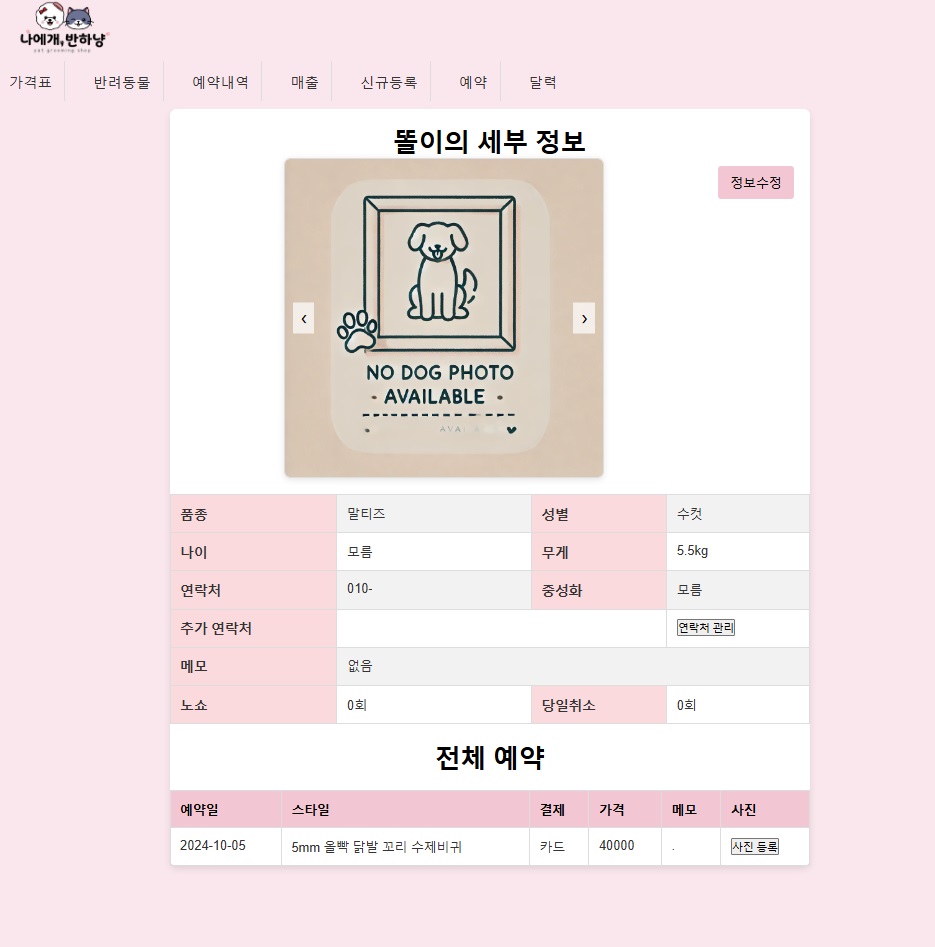 나에게,반하냥
pet grooming shop
가격표 반려동물 예약내역 매출 신규등록 예약 달력
똘이의 세부 정보
정보수정
‹ ›
NO DOG PHOTO
AVAILABLE
AVA
품종 말티즈 성별 수컷
나이 모름 무게 5.5kg
연락처 010- 중성화 모름
추가 연락처 연락처 관리
메모 없음
노쇼 0회 당일취소 0회
전체 예약
예약일 스타일 결제 가격 메모 사진
2024-10-05 5mm 올빡 닭발 꼬리 수제비귀 카드 40000 . 사진 등록